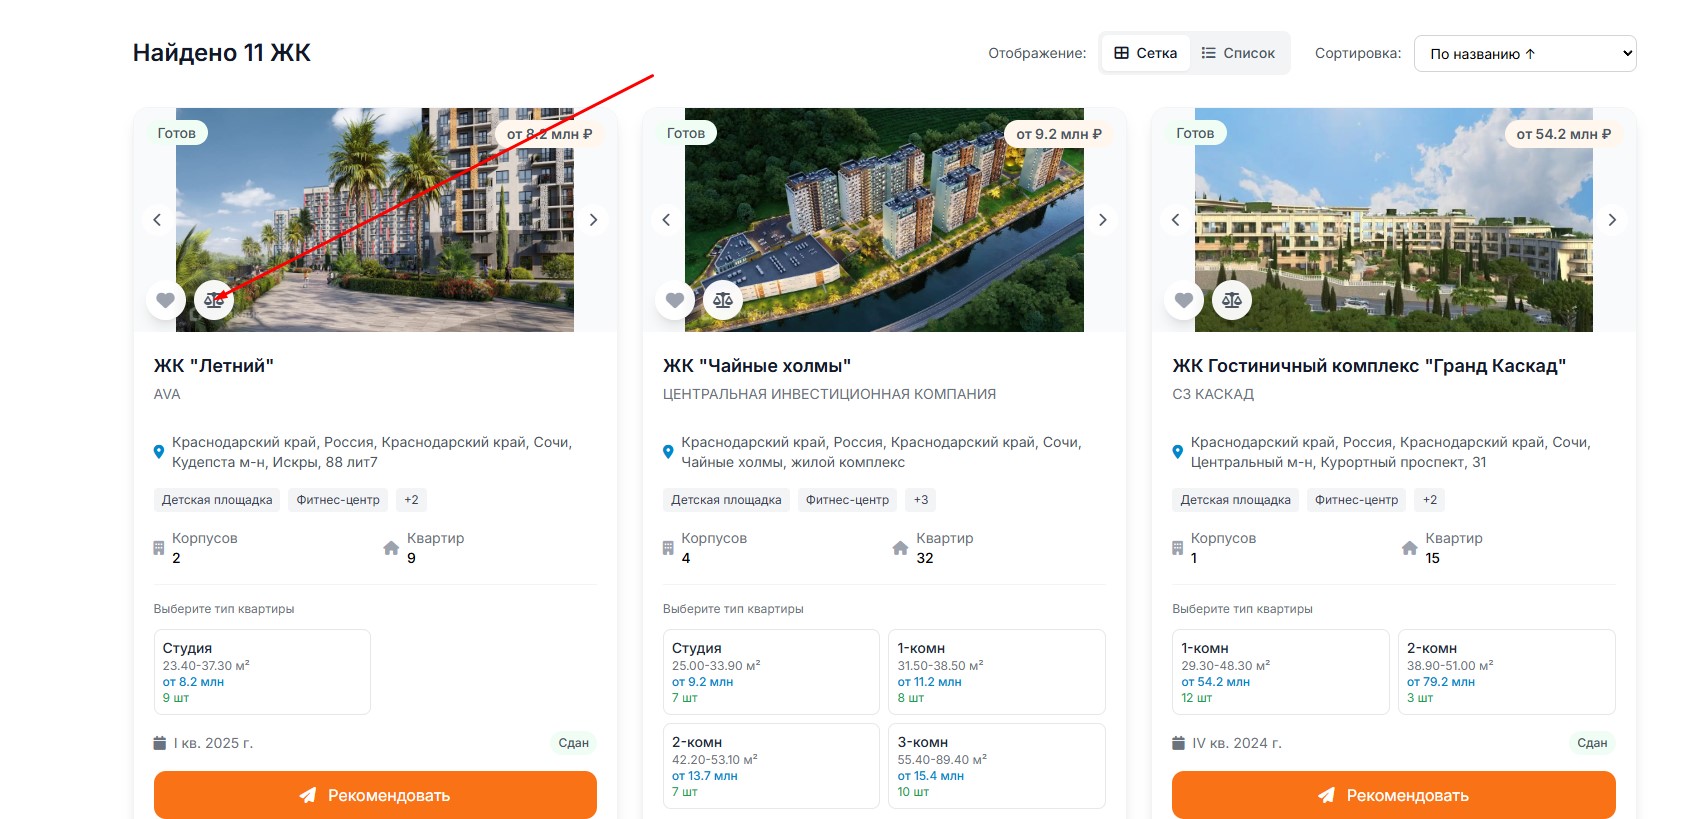 Найдено 11 ЖК
Отображение:
Сетка
Список
Сортировка:
По названию ↑
Готов
от 8.2 млн ₽
ЖК "Летний"
AVA
Краснодарский край, Россия, Краснодарский край, Сочи,
Кудепста м-н, Искры, 88 лит7
Детская площадка
Фитнес-центр
+2
Корпусов
2
Квартир
9
Выберите тип квартиры
Студия
23.40-37.30 м²
от 8.2 млн
9 шт
I кв. 2025 г.
Сдан
Рекомендовать
Готов
от 9.2 млн ₽
ЖК "Чайные холмы"
ЦЕНТРАЛЬНАЯ ИНВЕСТИЦИОННАЯ КОМПАНИЯ
Краснодарский край, Россия, Краснодарский край, Сочи,
Чайные холмы, жилой комплекс
Детская площадка
Фитнес-центр
+3
Корпусов
4
Квартир
32
Выберите тип квартиры
Студия
25.00-33.90 м²
от 9.2 млн
7 шт
1-комн
31.50-38.50 м²
от 11.2 млн
8 шт
2-комн
42.20-53.10 м²
от 13.7 млн
7 шт
3-комн
55.40-89.40 м²
от 15.4 млн
10 шт
Готов
от 54.2 млн ₽
ЖК Гостиничный комплекс "Гранд Каскад"
СЗ КАСКАД
Краснодарский край, Россия, Краснодарский край, Сочи,
Центральный м-н, Курортный проспект, 31
Детская площадка
Фитнес-центр
+2
Корпусов
1
Квартир
15
Выберите тип квартиры
1-комн
29.30-48.30 м²
от 54.2 млн
12 шт
2-комн
38.90-51.00 м²
от 79.2 млн
3 шт
IV кв. 2024 г.
Сдан
Рекомендовать